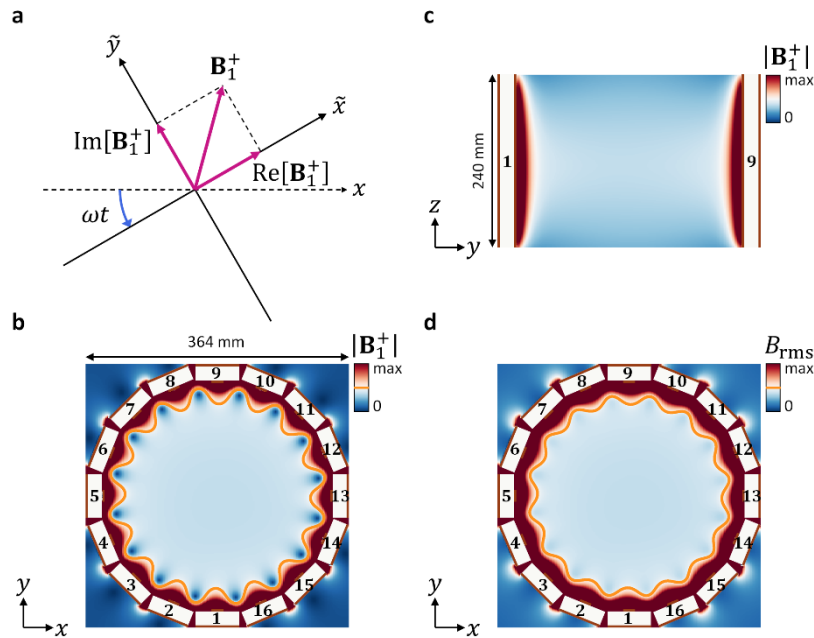 a
ỹ
B₁⁺
x̃
Im[B₁⁺]
Re[B₁⁺]
x
ωt
c
|B₁⁺|
max
0
240 mm
1
9
z
y
b
364 mm
|B₁⁺|
max
0
9
8
10
7
11
6
12
5
13
4
14
3
15
2
16
1
y
x
d
Bᵣₘₛ
max
0
9
8
10
7
11
6
12
5
13
4
14
3
15
2
16
1
y
x